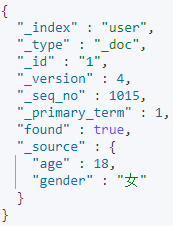 {
  "_index" : "user",
  "_type" : "_doc",
  "_id" : "1",
  "_version" : 4,
  "_seq_no" : 1015,
  "_primary_term" : 1,
  "found" : true,
  "_source" : {
    "age" : 18,
    "gender" : "女"
  }
}